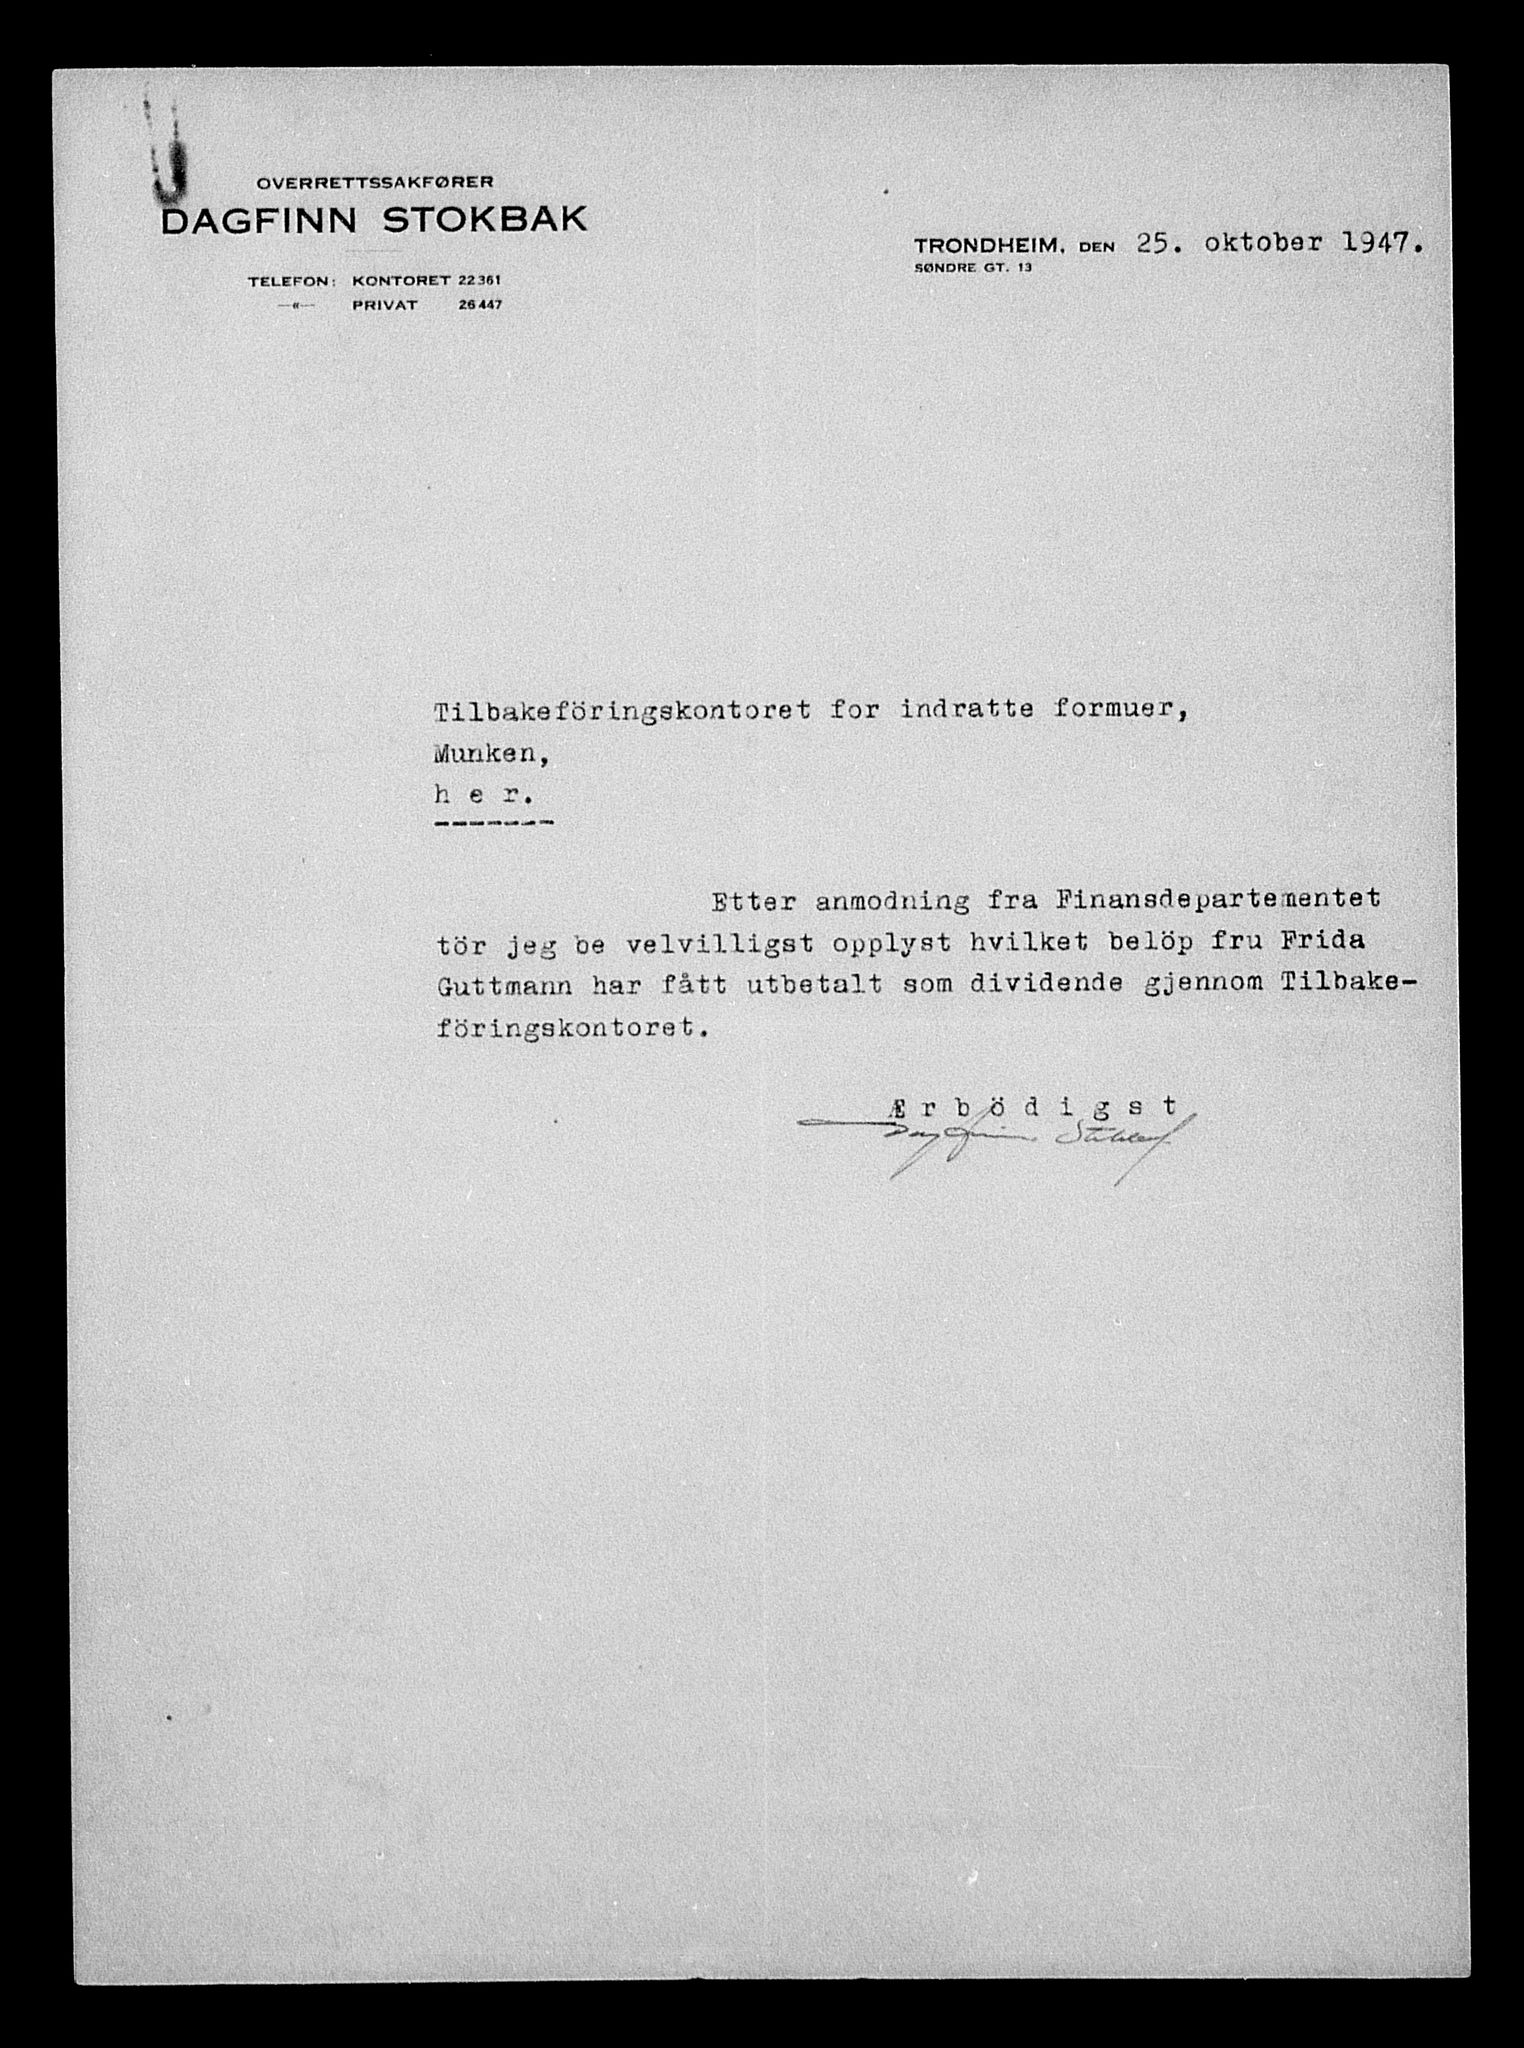 OVERRETTSSAKFØRER
DAGFINN STOKBAK
TELEFON: KONTORET 22361
—«— PRIVAT 26447
TRONDHEIM, DEN 25. oktober 1947.
SØNDRE GT. 13
Tilbakeföringskontoret for indratte formuer,
Munken,
h e r.
Etter anmodning fra Finansdepartementet
tör jeg be velvilligst opplyst hvilket belöp fru Frida
Guttmann har fått utbetalt som dividende gjennom Tilbake-
föringskontoret.
Æ r b ö d i g s t
Dagfinn Stokbak